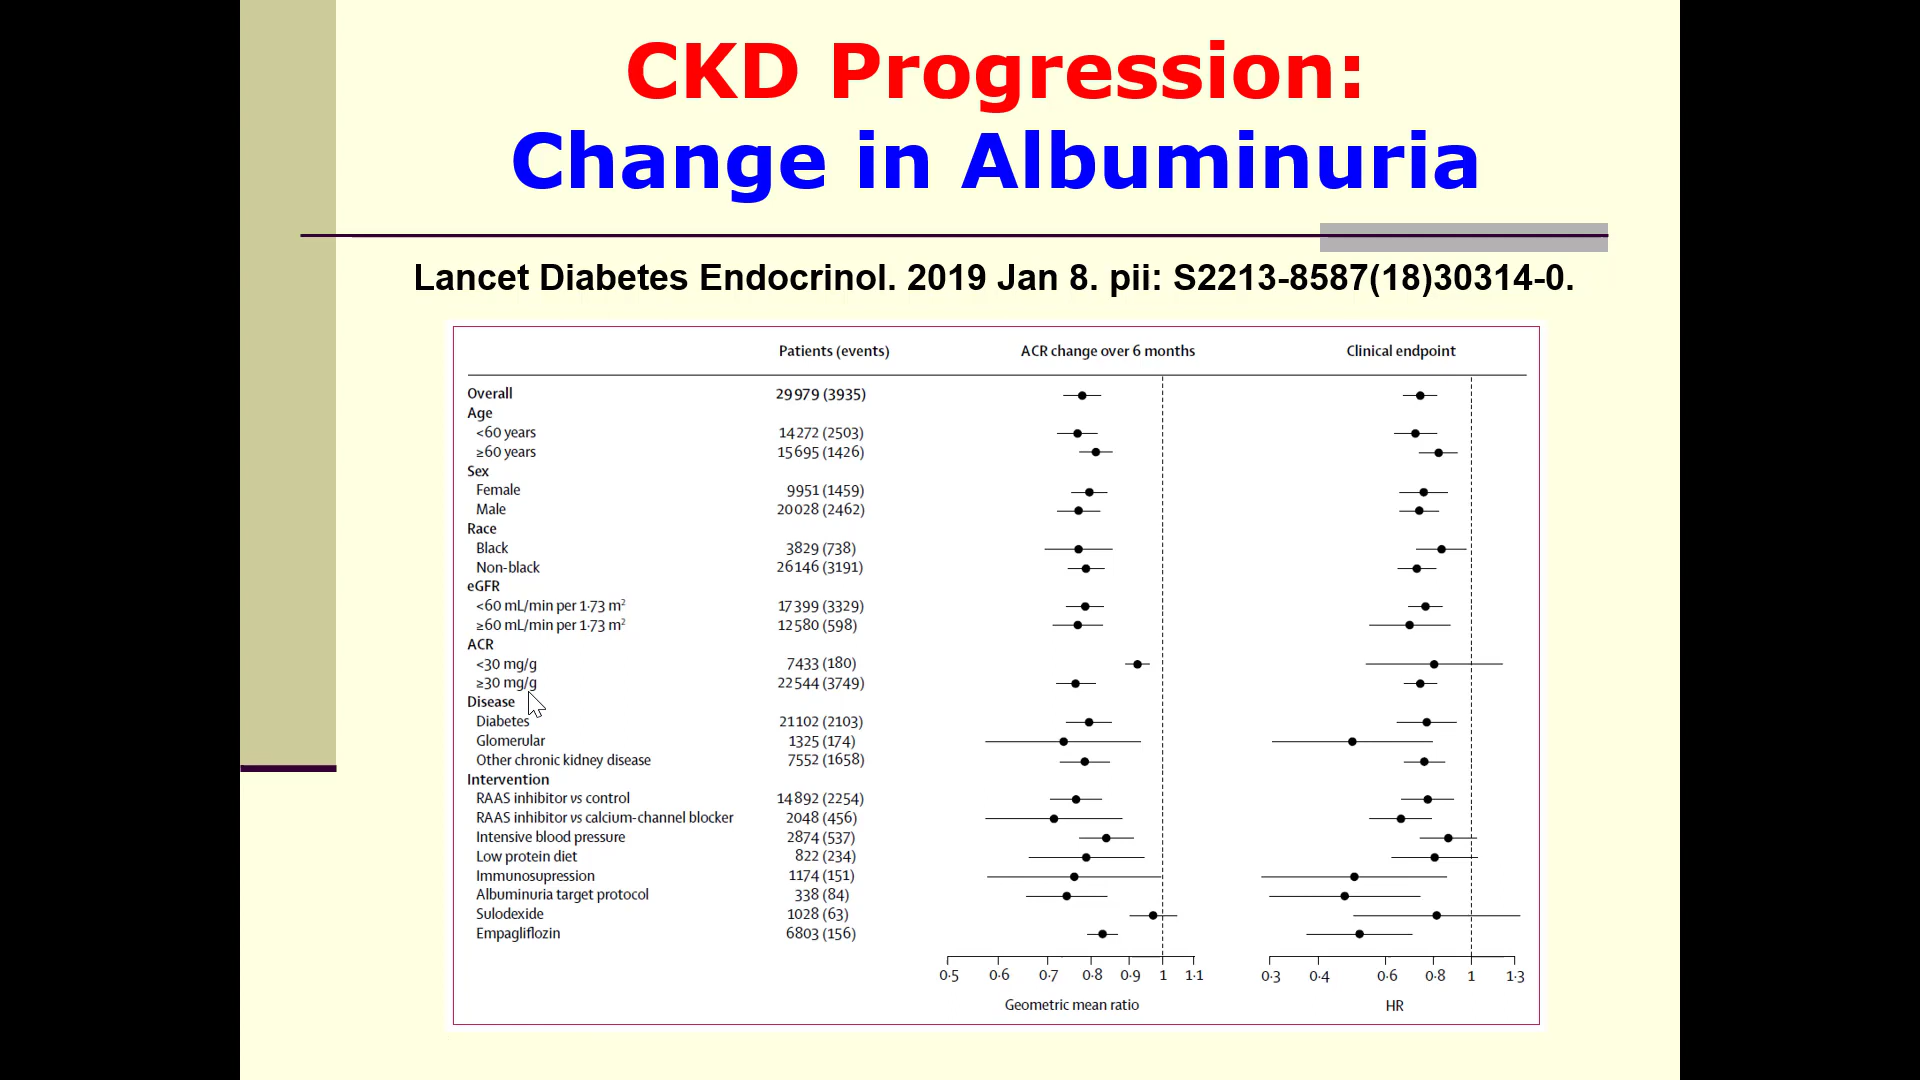 CKD Progression:
Change in Albuminuria
Lancet Diabetes Endocrinol. 2019 Jan 8. pii: S2213-8587(18)30314-0.
Patients (events) ACR change over 6 months Clinical endpoint
Overall 29979 (3935)
Age
<60 years 14272 (2503)
≥60 years 15695 (1426)
Sex
Female 9951 (1459)
Male 20028 (2462)
Race
Black 3829 (738)
Non-black 26146 (3191)
eGFR
<60 mL/min per 1·73 m² 17399 (3329)
≥60 mL/min per 1·73 m² 12580 (598)
ACR
<30 mg/g 7433 (180)
≥30 mg/g 22544 (3749)
Disease
Diabetes 21102 (2103)
Glomerular 1325 (174)
Other chronic kidney disease 7552 (1658)
Intervention
RAAS inhibitor vs control 14892 (2254)
RAAS inhibitor vs calcium-channel blocker 2048 (456)
Intensive blood pressure 2874 (537)
Low protein diet 822 (234)
Immunosupression 1174 (151)
Albuminuria target protocol 338 (84)
Sulodexide 1028 (63)
Empagliflozin 6803 (156)
0·5 0·6 0·7 0·8 0·9 1 1·1 0·3 0·4 0·6 0·8 1 1·3
Geometric mean ratio HR